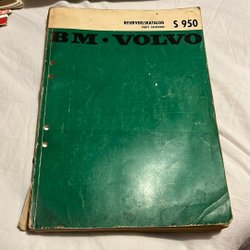 RESERVDELSKATALOG S 950
PARTS CATALOGUE
BM·VOLVO